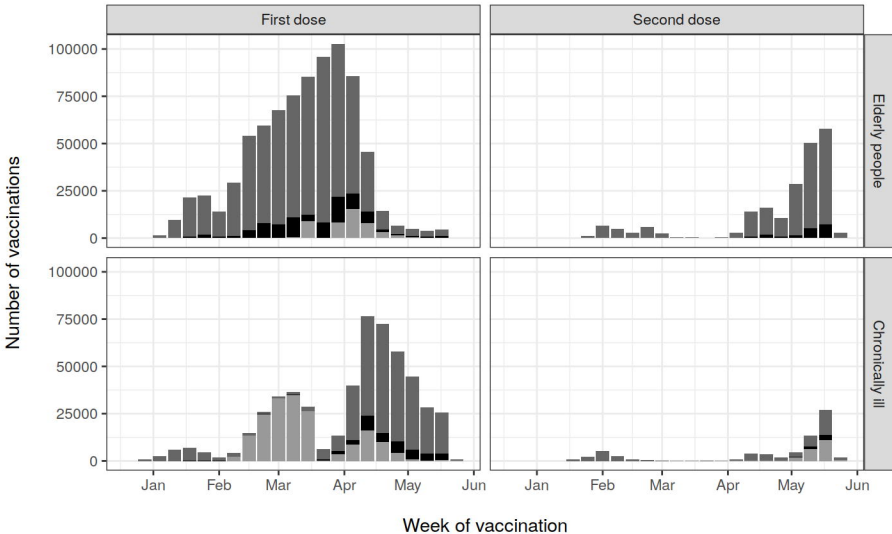 First dose
Second dose
100000
75000
50000
25000
0
Elderly people
100000
75000
50000
25000
0
Chronically ill
Number of vaccinations
Jan Feb Mar Apr May Jun
Jan Feb Mar Apr May Jun
Week of vaccination